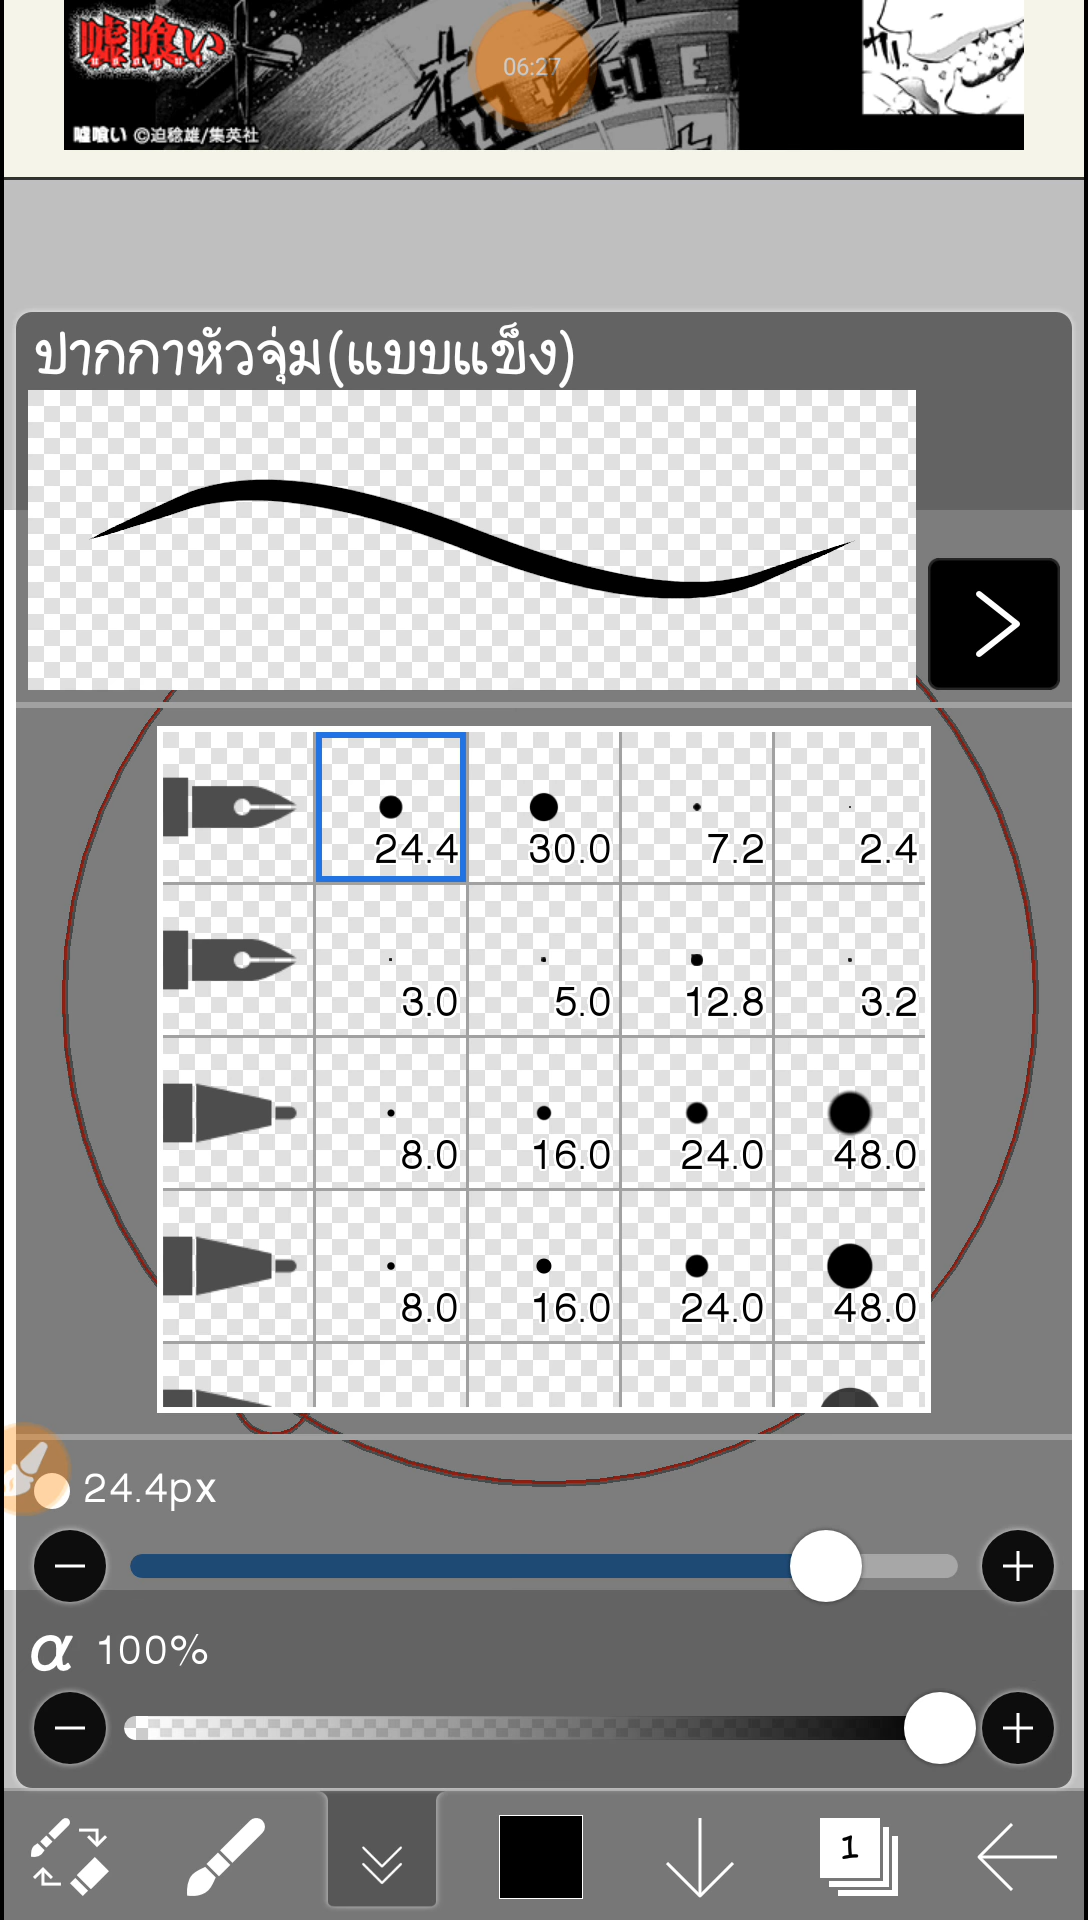 嘘喰い
usogui
06:27
嘘喰い ©迫稔雄/集英社
ปากกาหัวจุ่ม(แบบแข็ง)
24.4 30.0 7.2 2.4
3.0 5.0 12.8 3.2
8.0 16.0 24.0 48.0
8.0 16.0 24.0 48.0
24.4px
α 100%
1